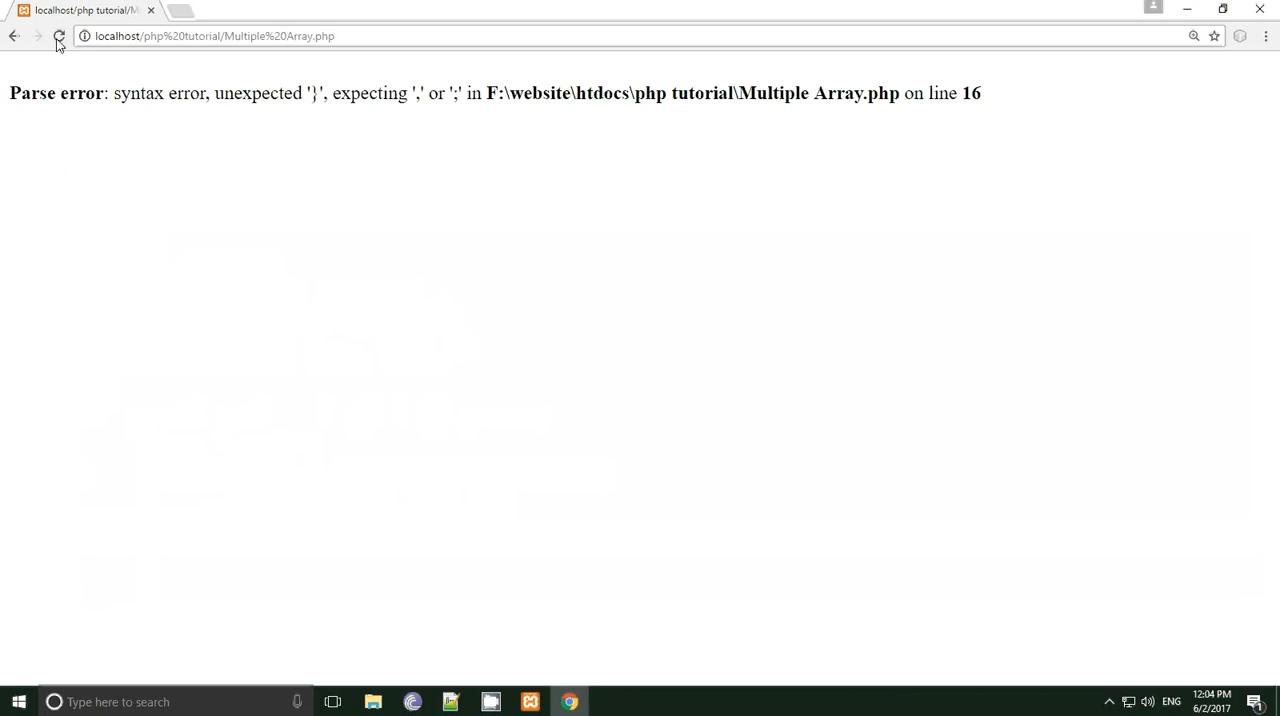 localhost/php tutorial/M
localhost/php%20tutorial/Multiple%20Array.php
Parse error: syntax error, unexpected '}', expecting ',' or ';' in F:\website\htdocs\php tutorial\Multiple Array.php on line 16
Type here to search
ENG
12:04 PM
6/2/2017
1